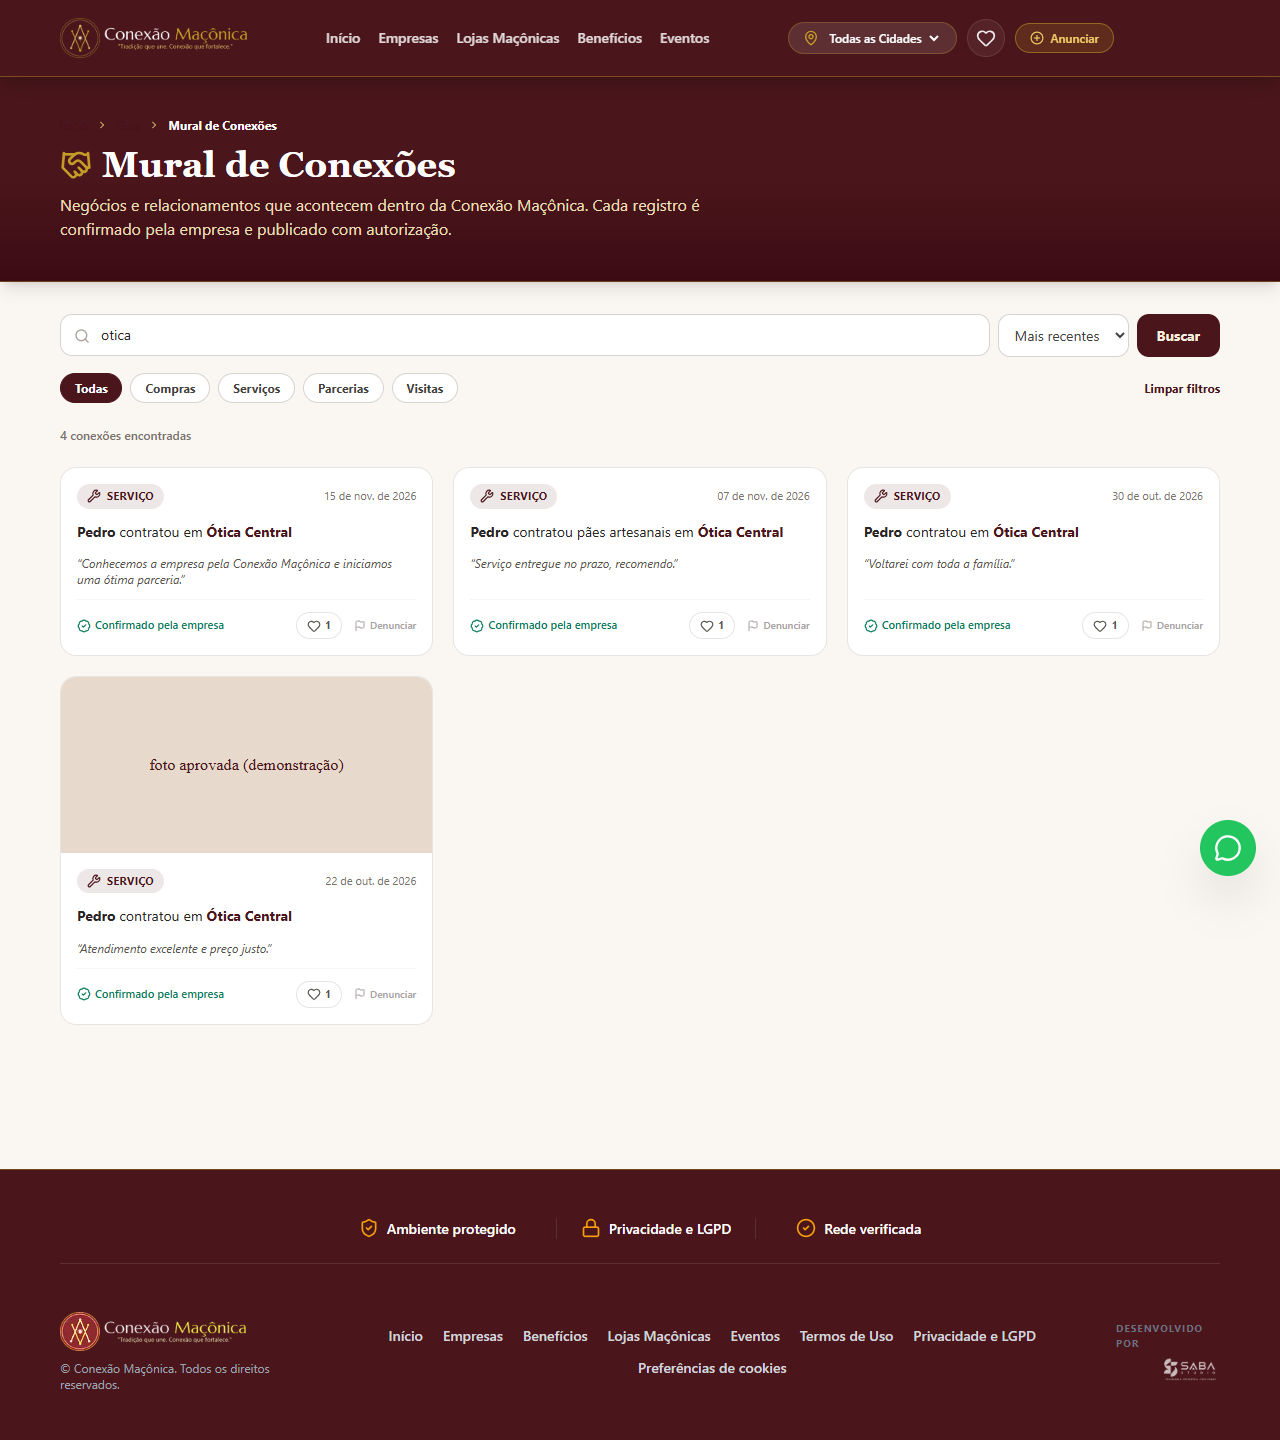 Conexão Maçônica
"Tradição que une. Conexão que fortalece."
Início Empresas Lojas Maçônicas Benefícios Eventos
Todas as Cidades
Anunciar
Mural de Conexões
Mural de Conexões
Negócios e relacionamentos que acontecem dentro da Conexão Maçônica. Cada registro é
confirmado pela empresa e publicado com autorização.
otica
Mais recentes
Buscar
Todas Compras Serviços Parcerias Visitas
Limpar filtros
4 conexões encontradas
SERVIÇO 15 de nov. de 2026
Pedro contratou em Ótica Central
"Conhecemos a empresa pela Conexão Maçônica e iniciamos
uma ótima parceria."
Confirmado pela empresa 1 Denunciar
SERVIÇO 07 de nov. de 2026
Pedro contratou pães artesanais em Ótica Central
"Serviço entregue no prazo, recomendo."
Confirmado pela empresa 1 Denunciar
SERVIÇO 30 de out. de 2026
Pedro contratou em Ótica Central
"Voltarei com toda a família."
Confirmado pela empresa 1 Denunciar
foto aprovada (demonstração)
SERVIÇO 22 de out. de 2026
Pedro contratou em Ótica Central
"Atendimento excelente e preço justo."
Confirmado pela empresa 1 Denunciar
Ambiente protegido
Privacidade e LGPD
Rede verificada
Conexão Maçônica
"Tradição que une. Conexão que fortalece."
© Conexão Maçônica. Todos os direitos
reservados.
Início Empresas Benefícios Lojas Maçônicas Eventos Termos de Uso Privacidade e LGPD
Preferências de cookies
DESENVOLVIDO
POR
SABA
STUDIO